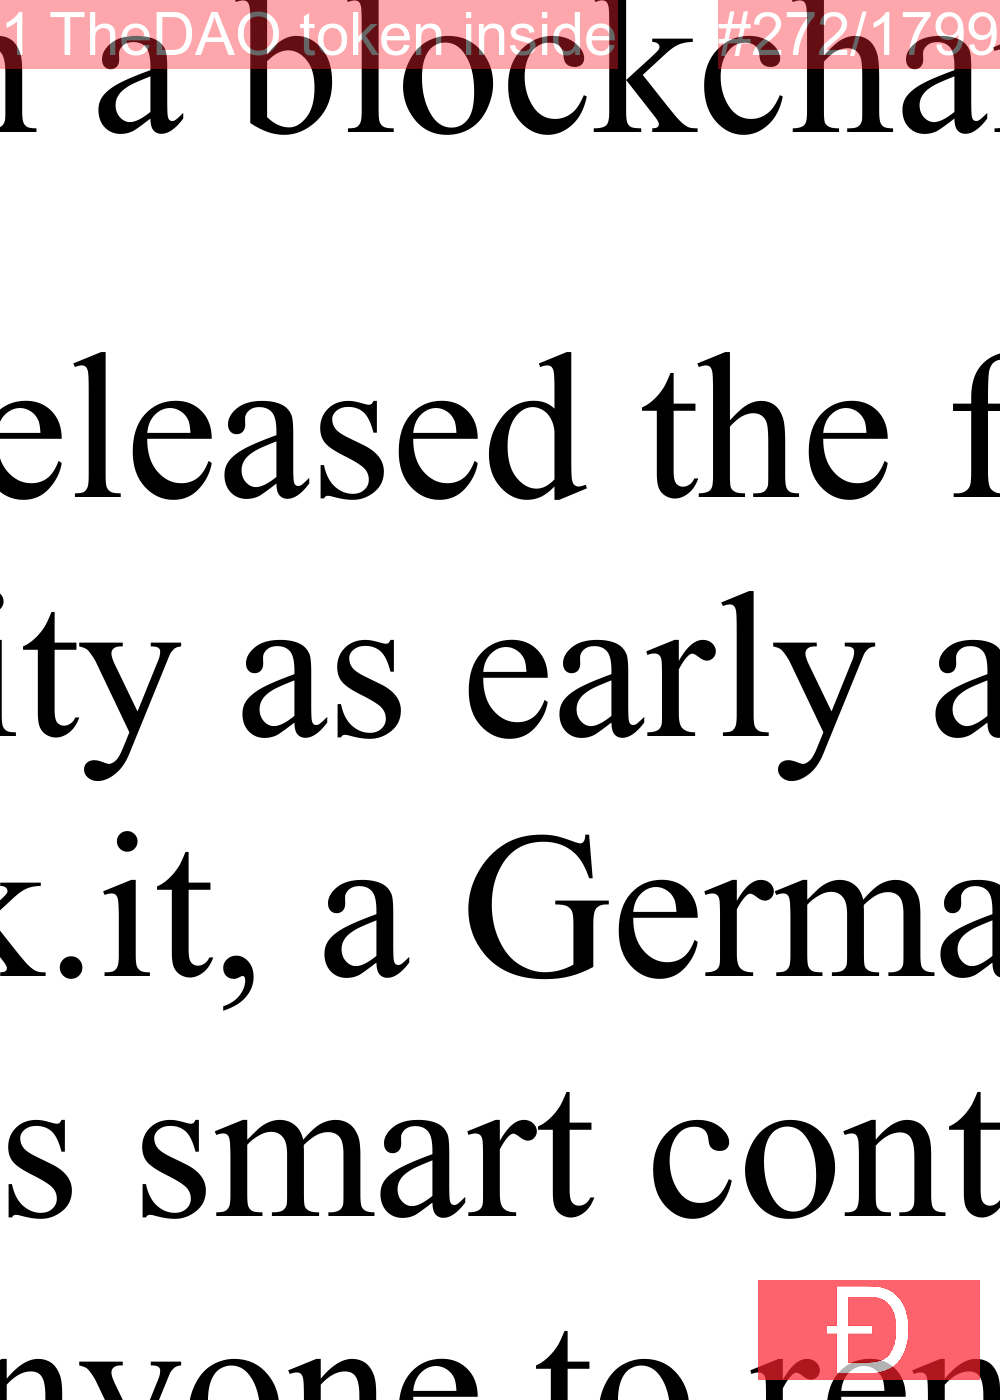 1 TheDAO token inside #272/1799
n a blockcha
eleased the f
ity as early a
k.it, a Germa
s smart cont
nyone to ren
Đ